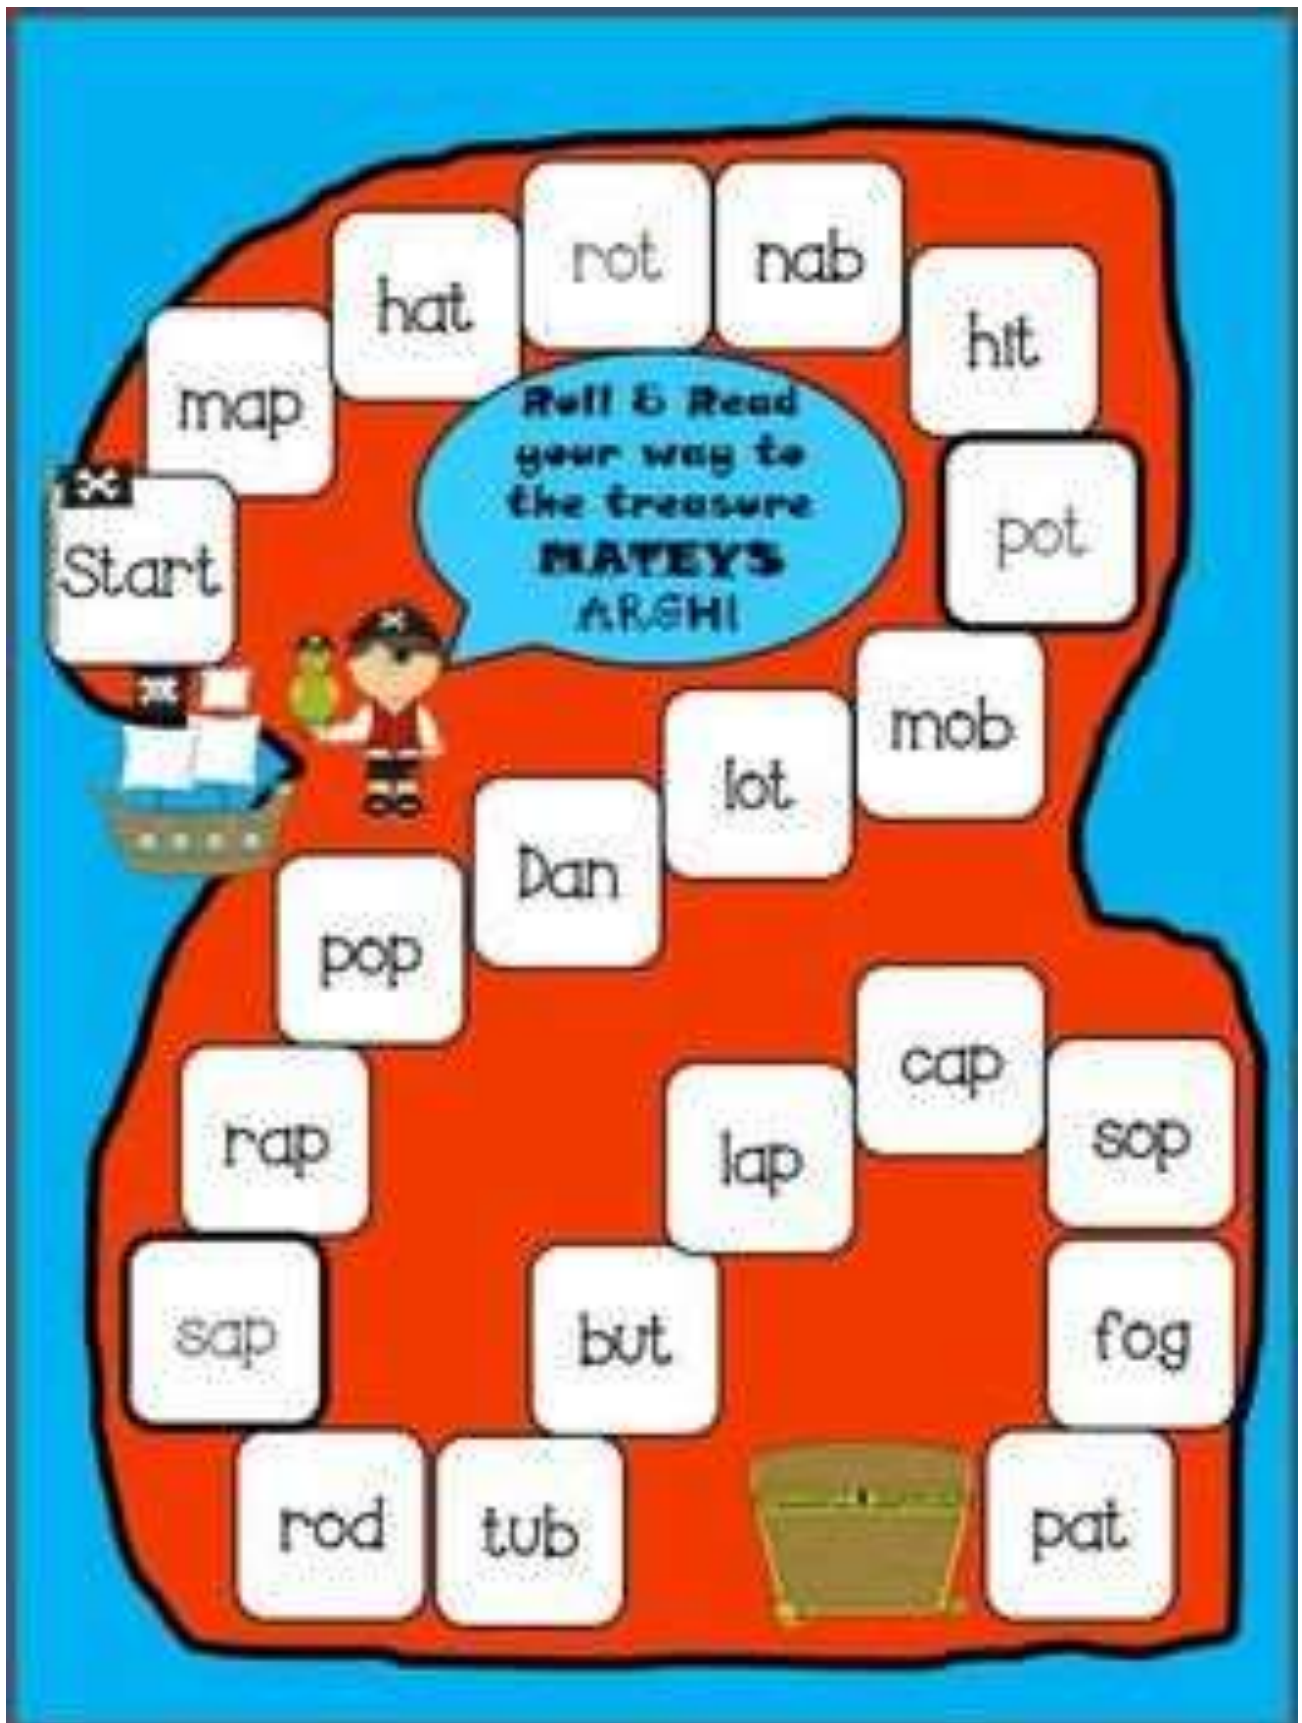 Start
map
hat
rot
nab
hit
pot
mob
lot
Dan
pop
rap
sap
rod
tub
but
lap
cap
sop
fog
pat
Roll & Read
your way to
the treasure
MATEYS
ARGH!